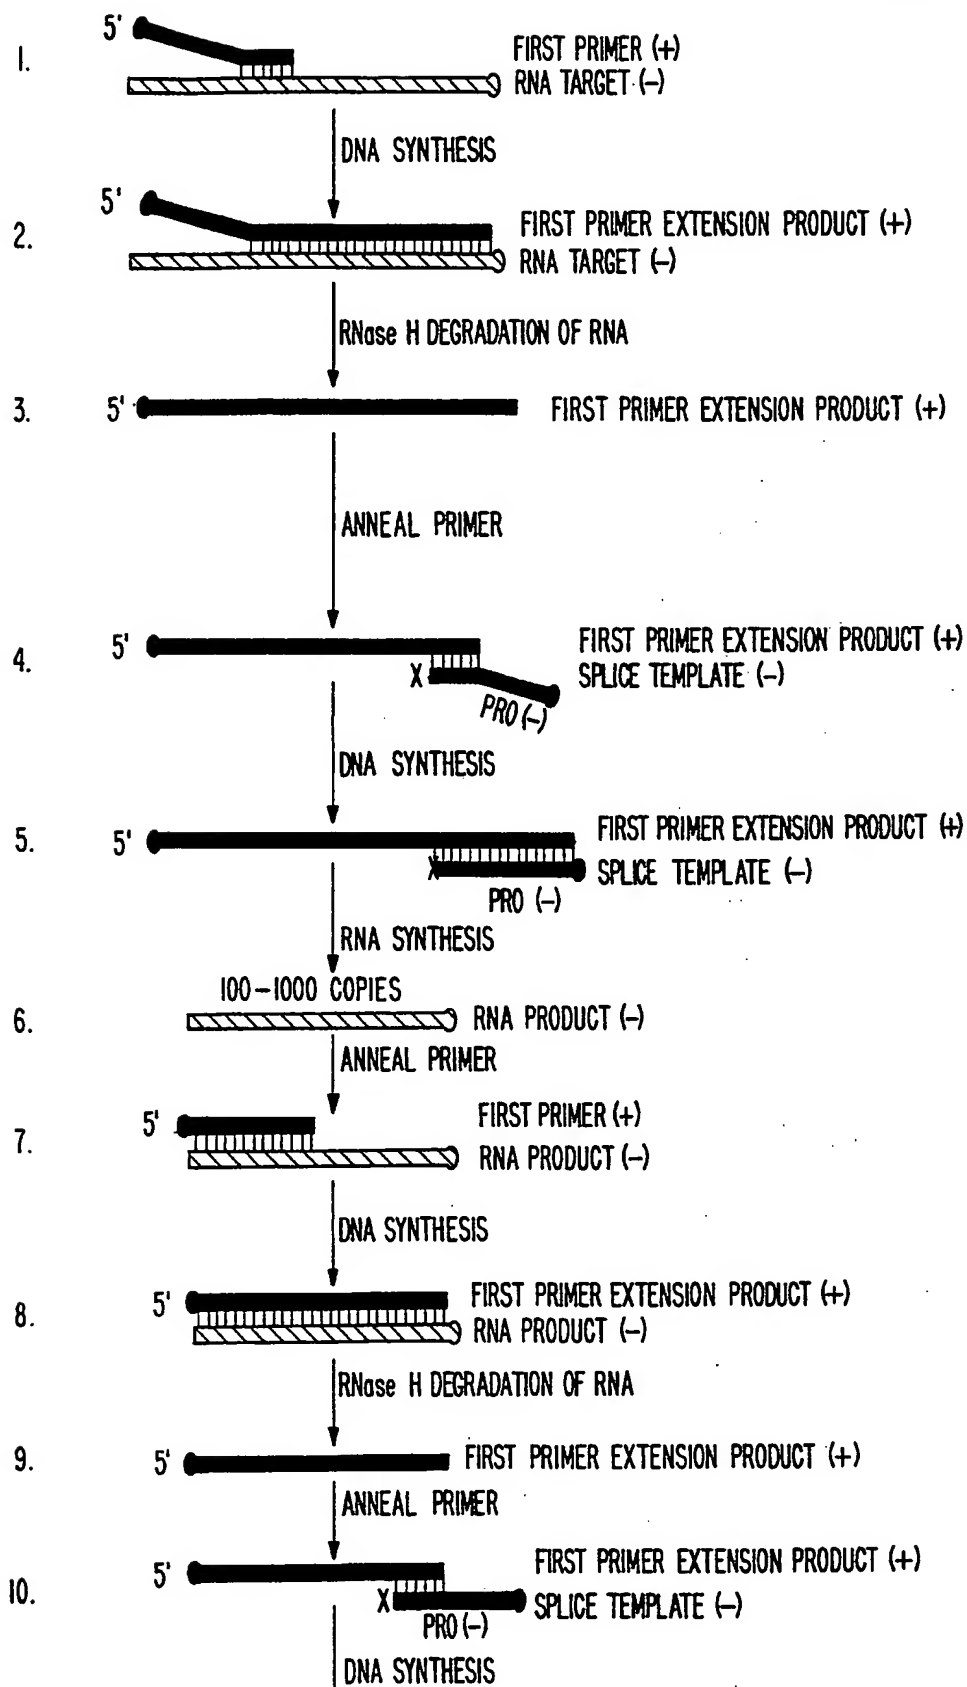 1.
5'
FIRST PRIMER (+)
RNA TARGET (-)
DNA SYNTHESIS
2.
5'
FIRST PRIMER EXTENSION PRODUCT (+)
RNA TARGET (-)
RNase H DEGRADATION OF RNA
3.
5'
FIRST PRIMER EXTENSION PRODUCT (+)
ANNEAL PRIMER
4.
5'
FIRST PRIMER EXTENSION PRODUCT (+)
X
SPLICE TEMPLATE (-)
PRO (-)
DNA SYNTHESIS
5.
5'
FIRST PRIMER EXTENSION PRODUCT (+)
X
SPLICE TEMPLATE (-)
PRO (-)
RNA SYNTHESIS
100-1000 COPIES
6.
RNA PRODUCT (-)
ANNEAL PRIMER
7.
5'
FIRST PRIMER (+)
RNA PRODUCT (-)
DNA SYNTHESIS
8.
5'
FIRST PRIMER EXTENSION PRODUCT (+)
RNA PRODUCT (-)
RNase H DEGRADATION OF RNA
9.
5'
FIRST PRIMER EXTENSION PRODUCT (+)
ANNEAL PRIMER
10.
5'
FIRST PRIMER EXTENSION PRODUCT (+)
X
SPLICE TEMPLATE (-)
PRO (-)
DNA SYNTHESIS